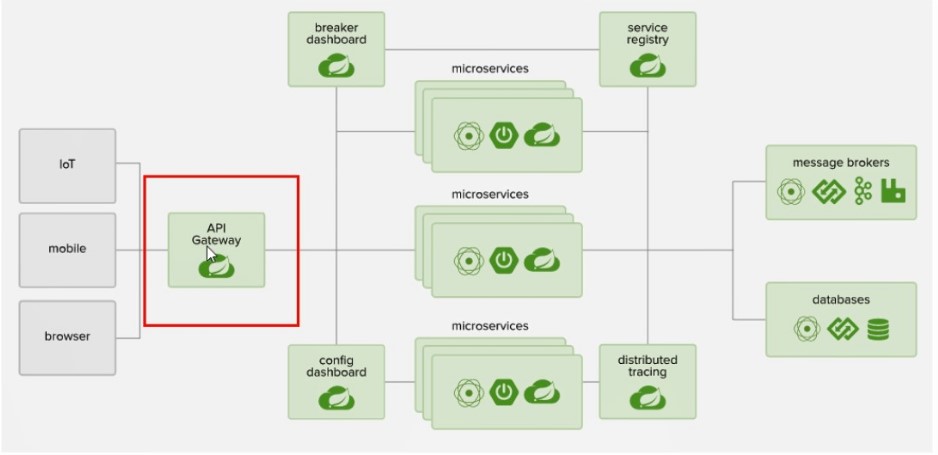 breaker
dashboard
service
registry
microservices
IoT
message brokers
microservices
API
Gateway
mobile
databases
microservices
browser
config
dashboard
distributed
tracing